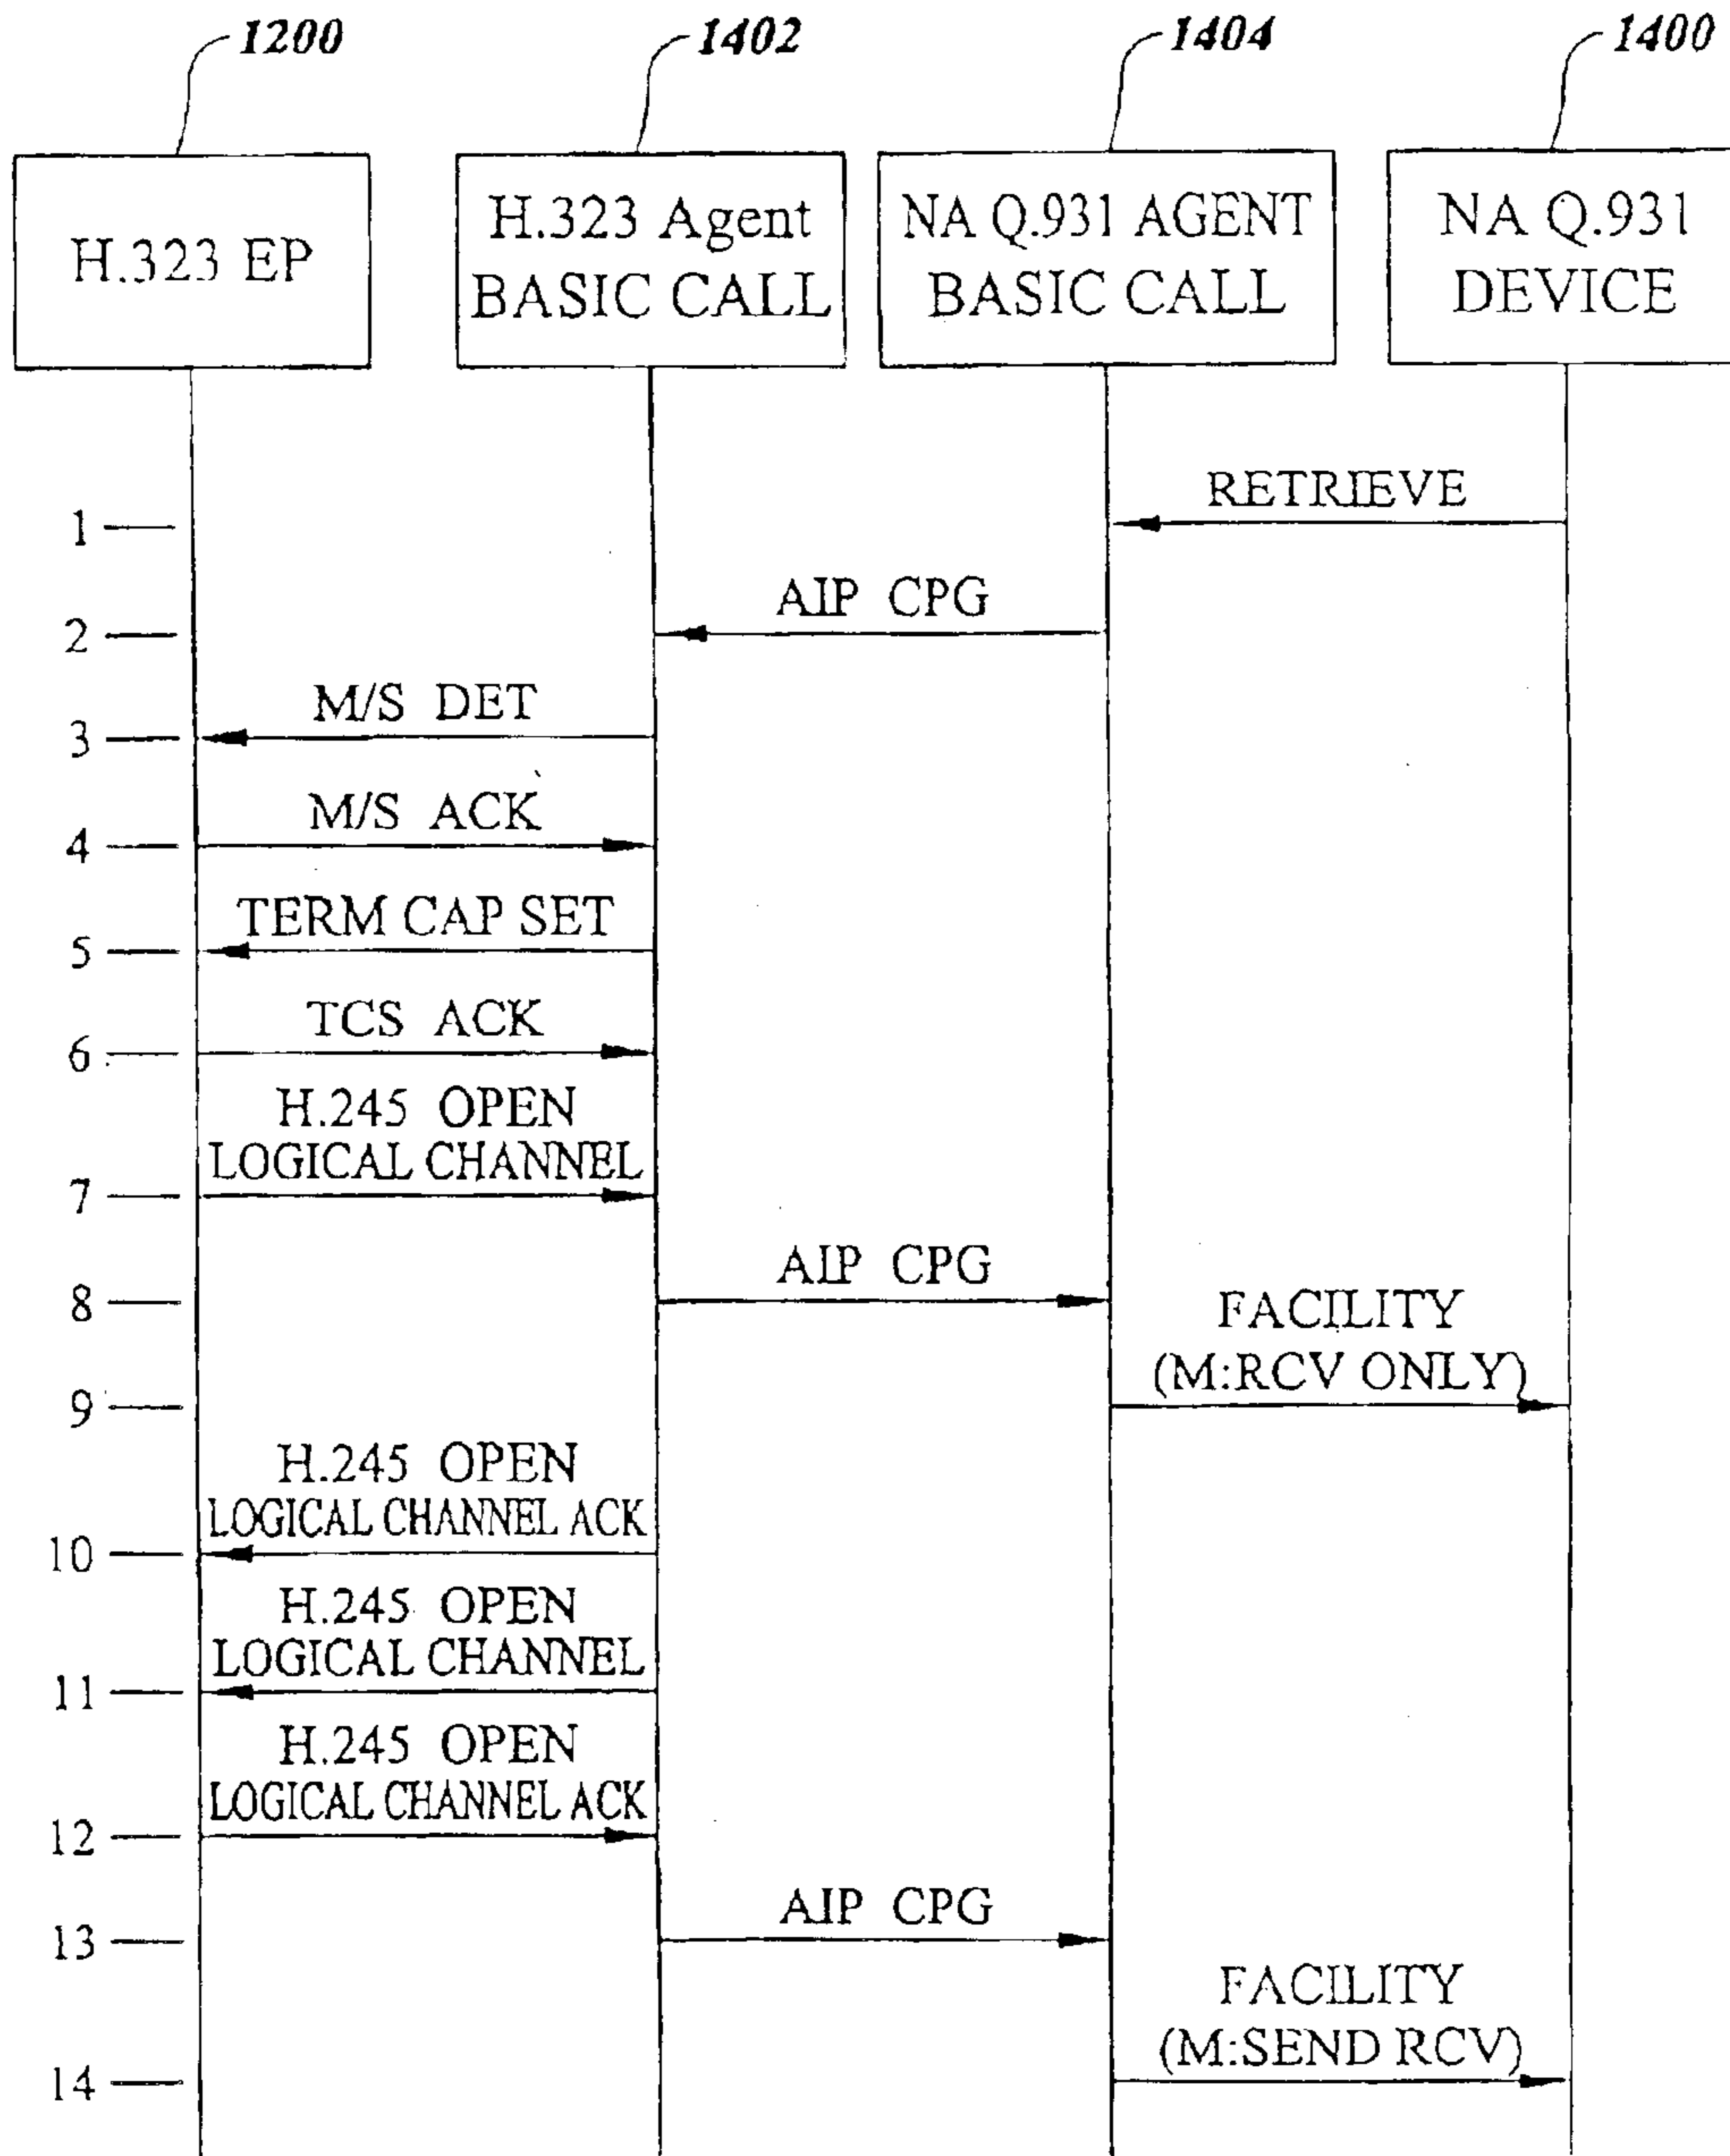 1200
1402
1404
1400
H.323 EP
H.323 Agent
BASIC CALL
NA Q.931 AGENT
BASIC CALL
NA Q.931
DEVICE
RETRIEVE
1
AIP CPG
2
M/S DET
3
M/S ACK
4
TERM CAP SET
5
TCS ACK
6
H.245 OPEN
LOGICAL CHANNEL
7
AIP CPG
8
FACILITY
(M:RCV ONLY)
9
H.245 OPEN
LOGICAL CHANNEL ACK
10
H.245 OPEN
LOGICAL CHANNEL
11
H.245 OPEN
LOGICAL CHANNEL ACK
12
AIP CPG
13
FACILITY
(M:SEND RCV)
14